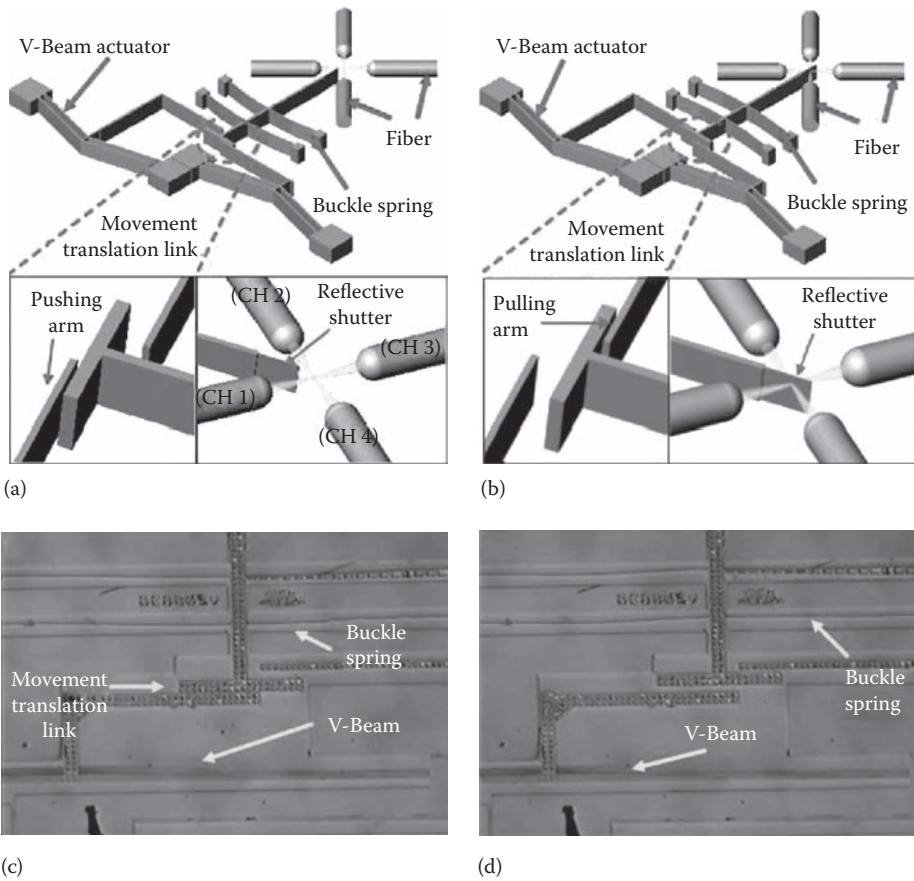 V-Beam actuator
Fiber
Buckle spring
Movement
translation link
Pushing
arm
(CH 2)
Reflective
shutter
(CH 3)
(CH 1)
(CH 4)
(a)
V-Beam actuator
Fiber
Buckle spring
Movement
translation link
Pulling
arm
Reflective
shutter
(b)
Buckle
spring
Movement
translation
link
V-Beam
(c)
Buckle
spring
V-Beam
(d)